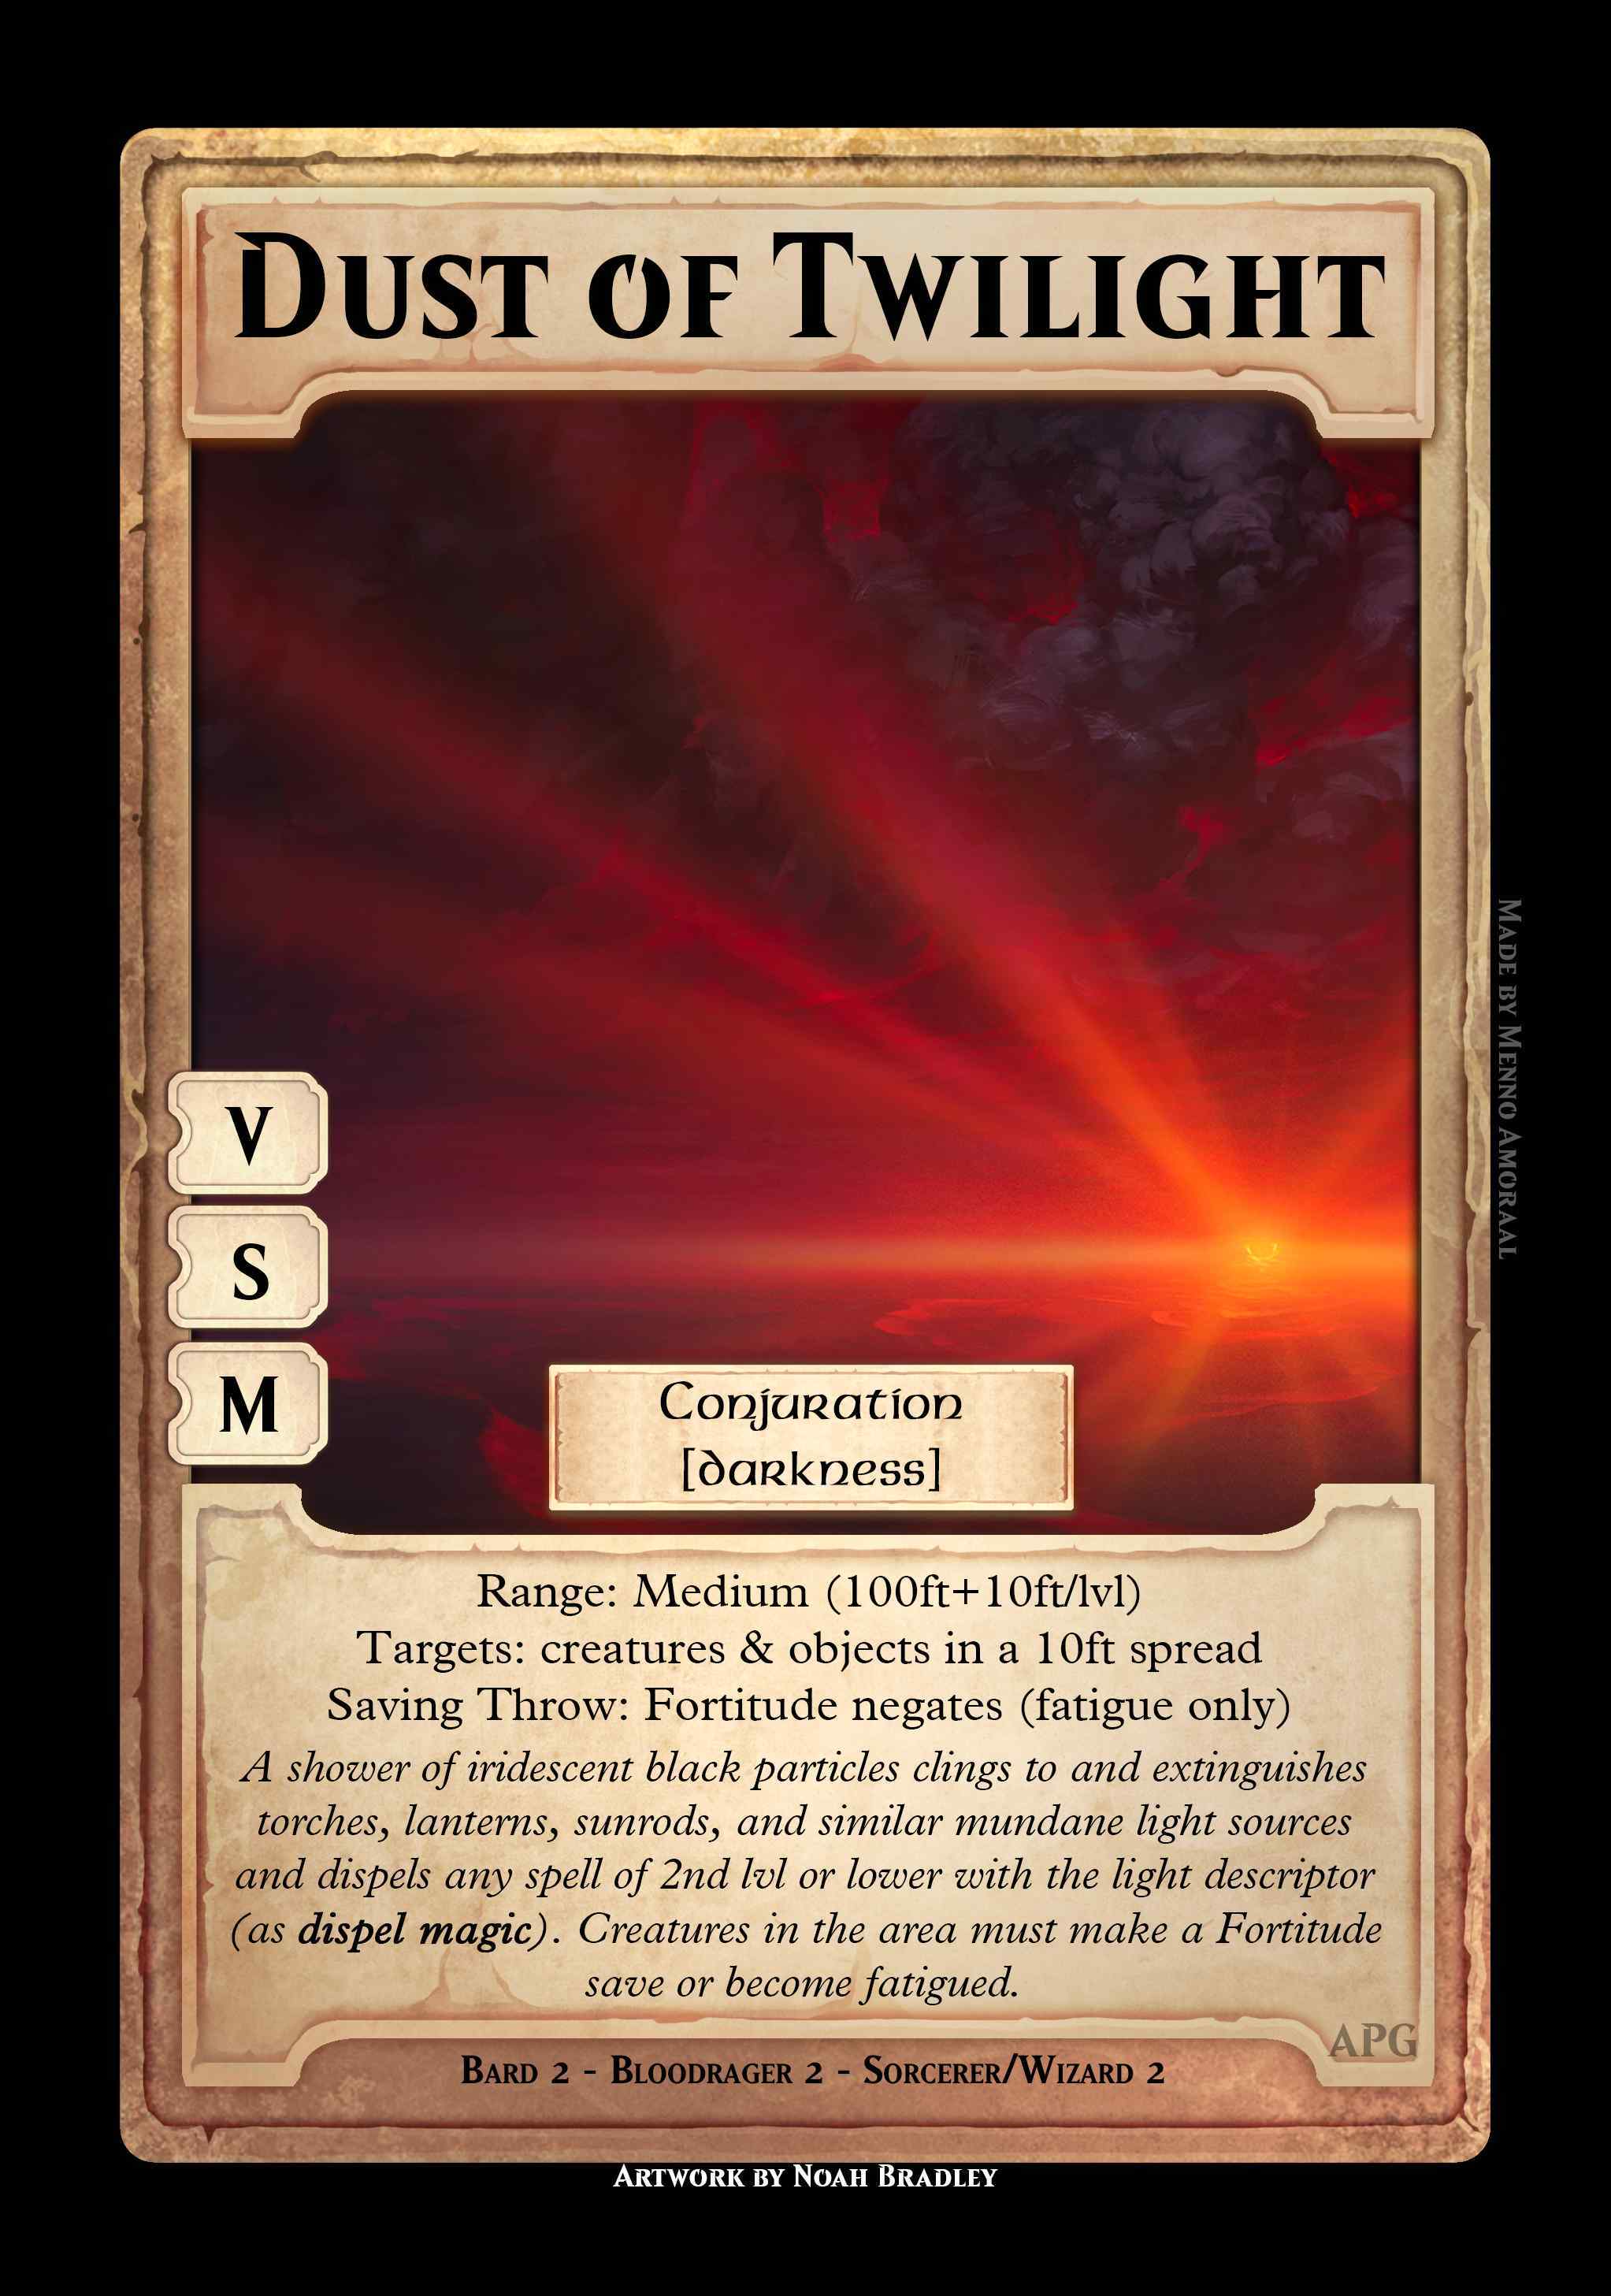 Dust of Twilight
Made by Menno Amoraal
V
S
M
Conjuration
[darkness]
Range: Medium (100ft+10ft/lvl)
Targets: creatures & objects in a 10ft spread
Saving Throw: Fortitude negates (fatigue only)
A shower of iridescent black particles clings to and extinguishes
torches, lanterns, sunrods, and similar mundane light sources
and dispels any spell of 2nd lvl or lower with the light descriptor
(as dispel magic). Creatures in the area must make a Fortitude
save or become fatigued.
APG
Bard 2 - Bloodrager 2 - Sorcerer/Wizard 2
Artwork by Noah Bradley